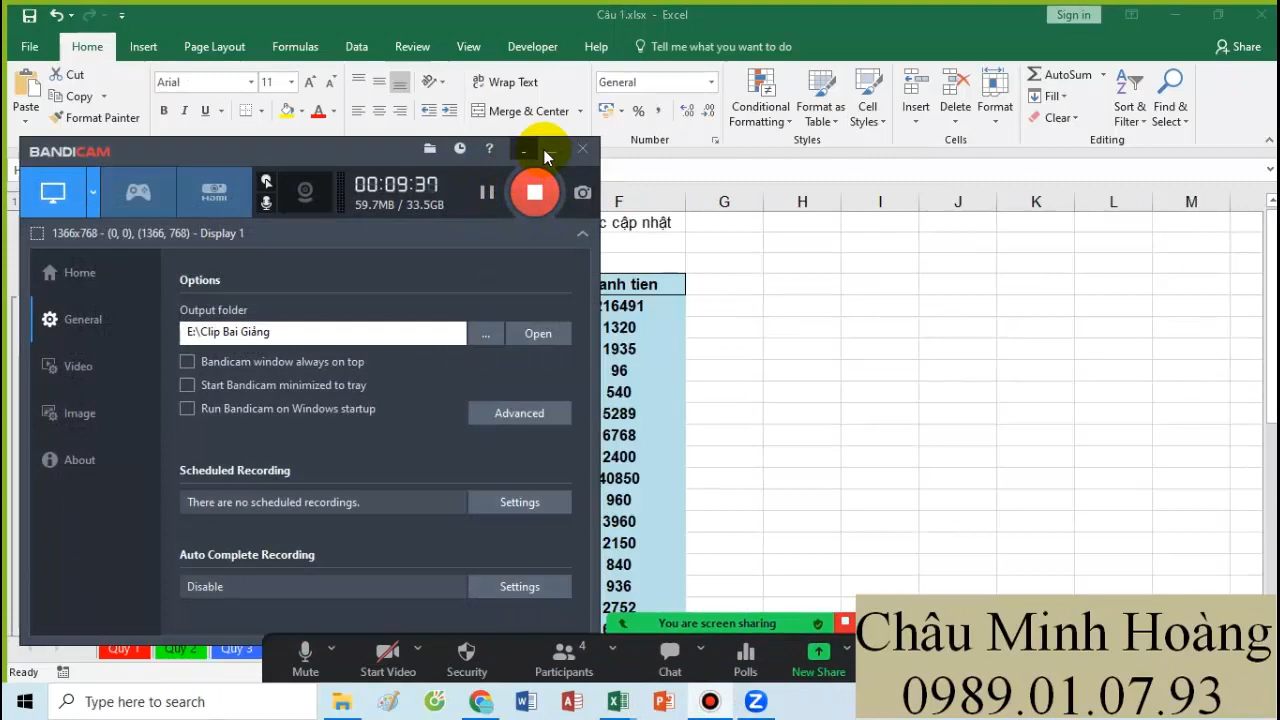 Câu 1.xlsx - Excel
Sign in
File Home Insert Page Layout Formulas Data Review View Developer Help Tell me what you want to do Share
Cut
Copy
Paste
Format Painter
Arial 11
B I U
Wrap Text
Merge & Center
General
Number
Conditional Formatting
Format as Table
Cell Styles
Styles
Insert
Delete
Format
AutoSum
Fill
Clear
Sort & Filter
Find & Select
Editing
BANDICAM
HDMI
00:09:37
59.7MB / 33.5GB
1366x768 - (0, 0), (1366, 768) - Display 1
Home
General
Video
Image
About
Options
Output folder
E:\Clip Bai Giảng
...
Open
Bandicam window always on top
Start Bandicam minimized to tray
Run Bandicam on Windows startup
Advanced
Scheduled Recording
There are no scheduled recordings.
Settings
Auto Complete Recording
Disable
Settings
F G H I J K L M
c cập nhật
anh tien
216491
1320
1935
96
540
5289
6768
2400
40850
960
3960
2150
840
936
2752
You are screen sharing
Quý 1 Quý 2 Quý 3
Ready
Mute
Start Video
Security
4
Participants
Chat
Polls
New Share
Type here to search
Châu Minh Hoàng
0989.01.07.93